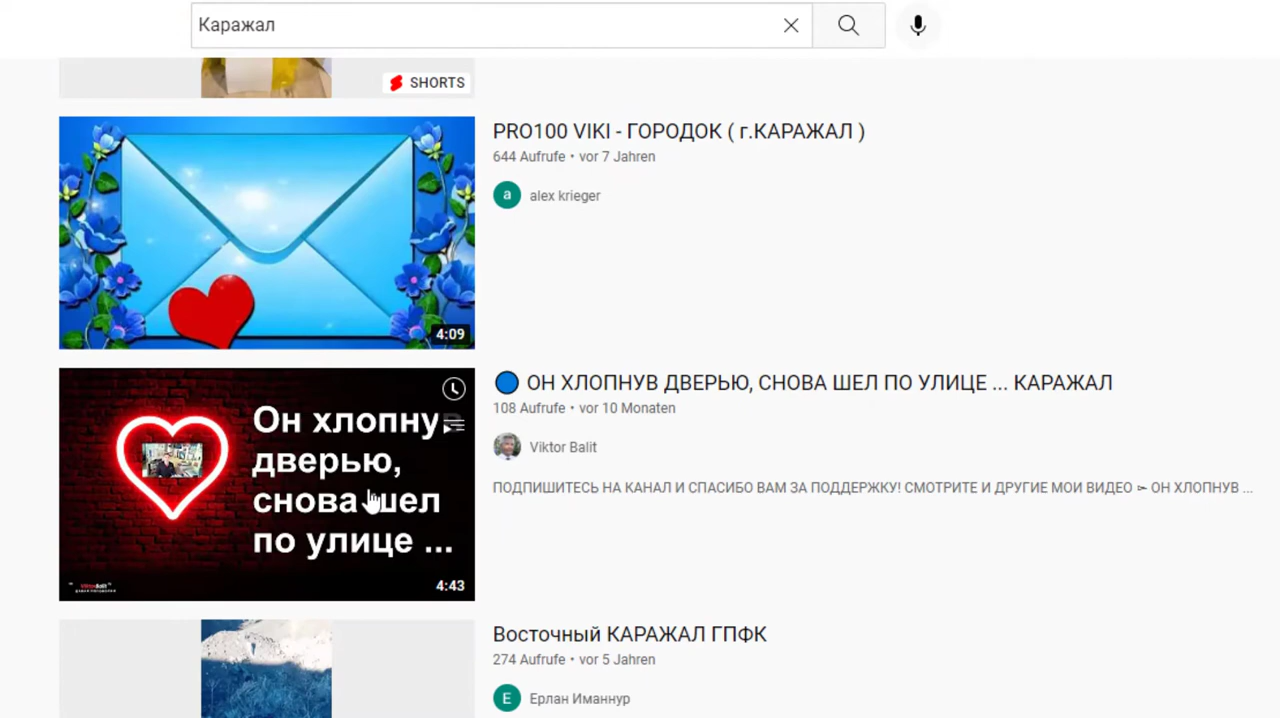 Каражал
SHORTS
PRO100 VIKI - ГОРОДОК ( г.КАРАЖАЛ )
644 Aufrufe • vor 7 Jahren
a alex krieger
4:09
ОН ХЛОПНУВ ДВЕРЬЮ, СНОВА ШЕЛ ПО УЛИЦЕ ... КАРАЖАЛ
108 Aufrufe • vor 10 Monaten
Viktor Balit
ПОДПИШИТЕСЬ НА КАНАЛ И СПАСИБО ВАМ ЗА ПОДДЕРЖКУ! СМОТРИТЕ И ДРУГИЕ МОИ ВИДЕО ➣ ОН ХЛОПНУВ ...
Он хлопнув
дверью,
снова шел
по улице ...
4:43
Восточный КАРАЖАЛ ГПФК
274 Aufrufe • vor 5 Jahren
Е Ерлан Иманнур